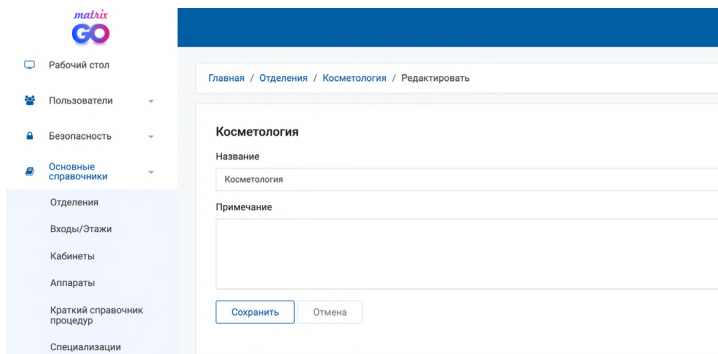 matrix
GO
Рабочий стол
Пользователи
Безопасность
Основные
справочники
Отделения
Входы/Этажи
Кабинеты
Аппараты
Краткий справочник
процедур
Специализации
Главная / Отделения / Косметология / Редактировать
Косметология
Название
Косметология
Примечание
Сохранить
Отмена